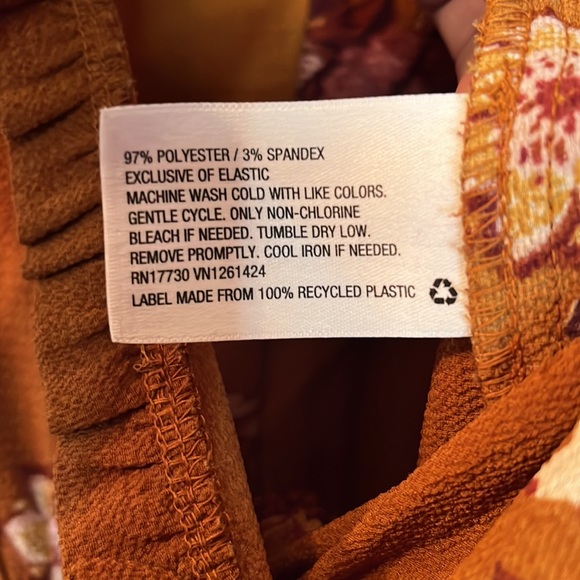 97% POLYESTER / 3% SPANDEX
EXCLUSIVE OF ELASTIC
MACHINE WASH COLD WITH LIKE COLORS.
GENTLE CYCLE. ONLY NON-CHLORINE
BLEACH IF NEEDED. TUMBLE DRY LOW.
REMOVE PROMPTLY. COOL IRON IF NEEDED.
RN17730 VN1261424
LABEL MADE FROM 100% RECYCLED PLASTIC